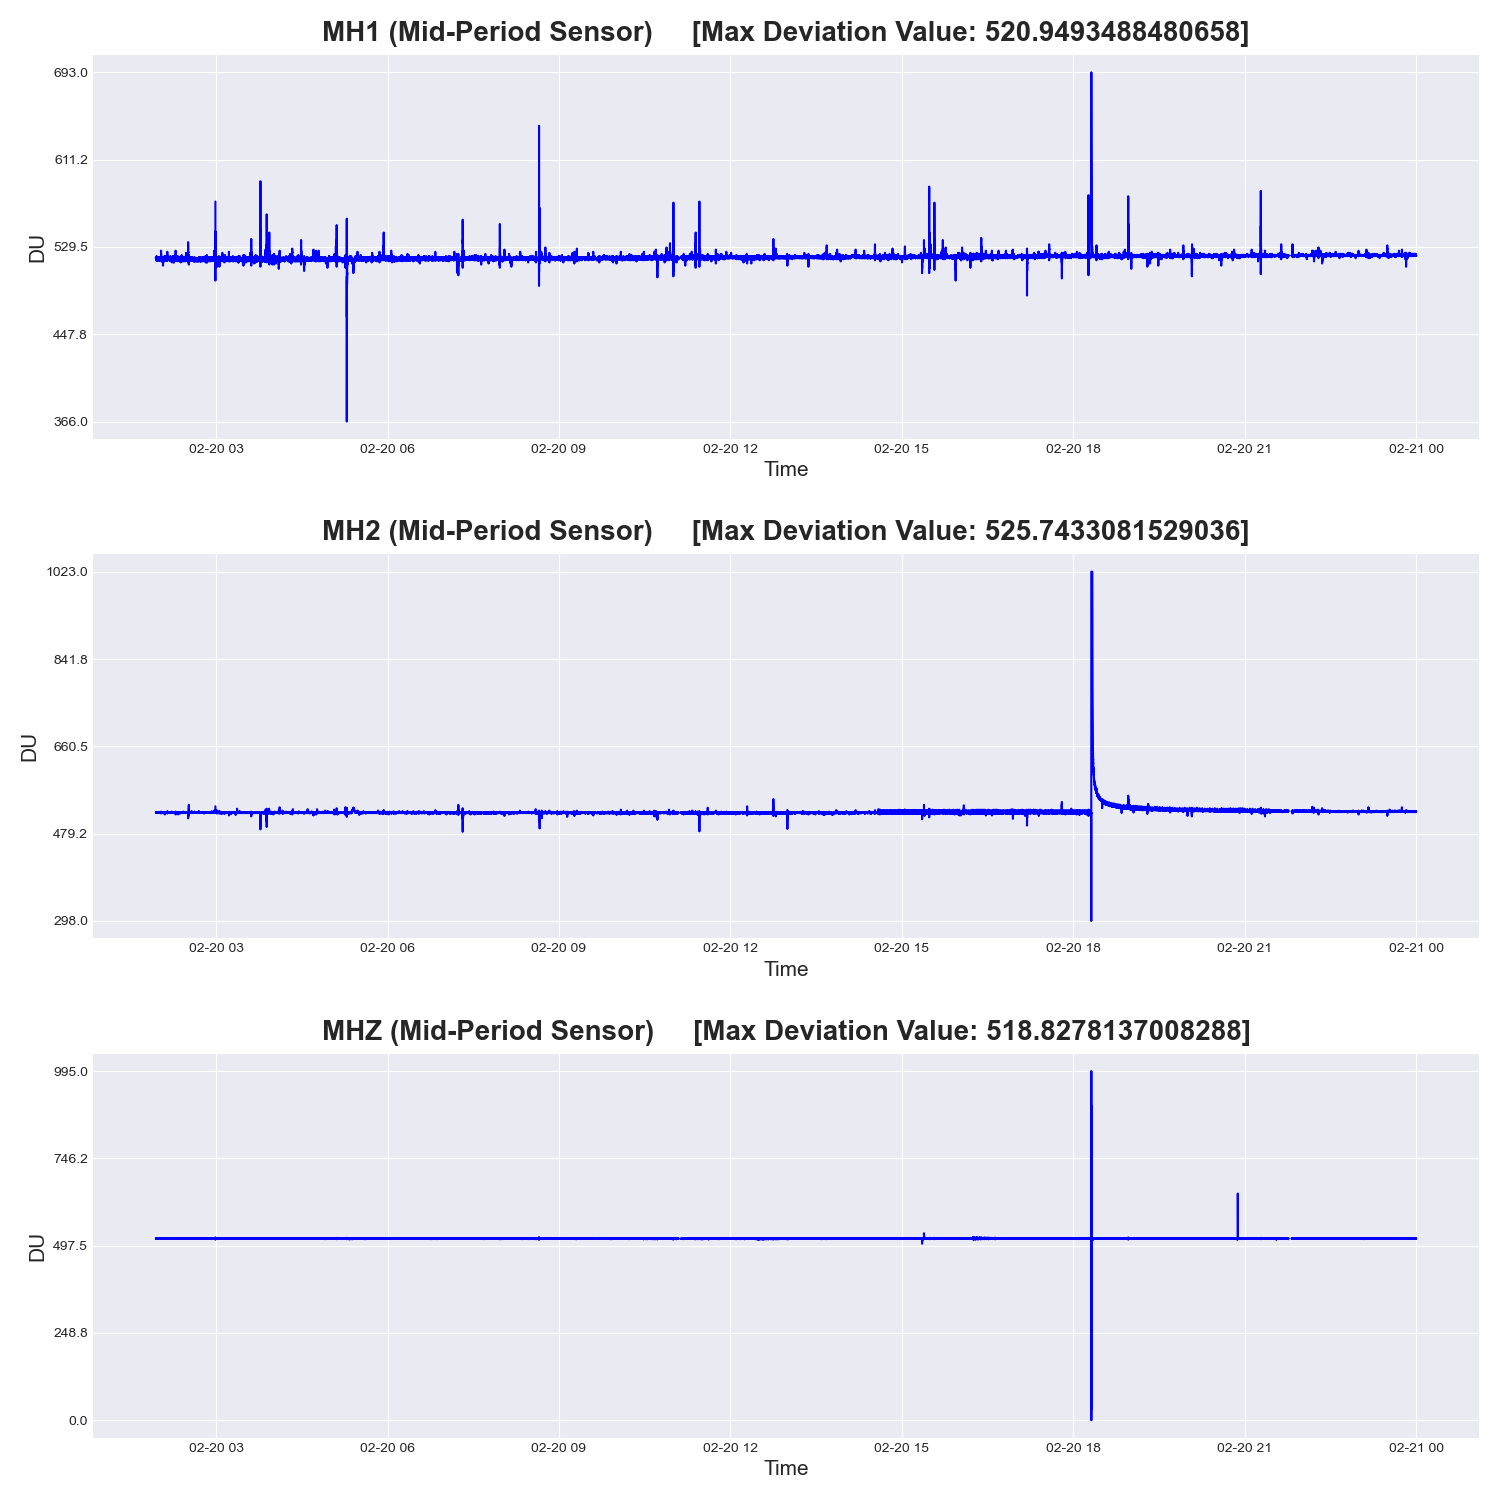 MH1 (Mid-Period Sensor) [Max Deviation Value: 520.9493488480658]
693.0
611.2
529.5
447.8
366.0
DU
02-20 03 02-20 06 02-20 09 02-20 12 02-20 15 02-20 18 02-20 21 02-21 00
Time
MH2 (Mid-Period Sensor) [Max Deviation Value: 525.7433081529036]
1023.0
841.8
660.5
479.2
298.0
DU
02-20 03 02-20 06 02-20 09 02-20 12 02-20 15 02-20 18 02-20 21 02-21 00
Time
MHZ (Mid-Period Sensor) [Max Deviation Value: 518.8278137008288]
995.0
746.2
497.5
248.8
0.0
DU
02-20 03 02-20 06 02-20 09 02-20 12 02-20 15 02-20 18 02-20 21 02-21 00
Time